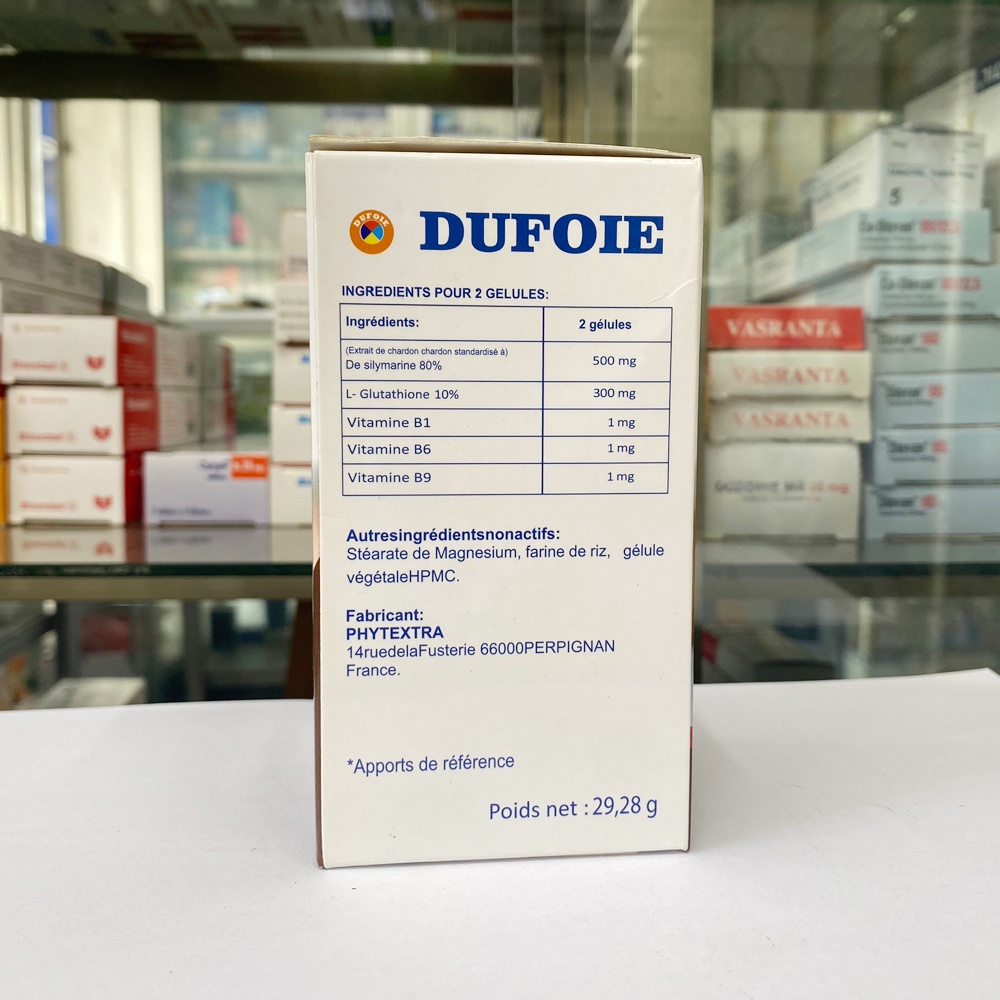 DUFOIE
DUFOIE
INGREDIENTS POUR 2 GELULES:
Ingrédients: 2 gélules
(Extrait de chardon chardon standardisé à)
De silymarine 80% 500 mg
L- Glutathione 10% 300 mg
Vitamine B1 1 mg
Vitamine B6 1 mg
Vitamine B9 1 mg
Autresingrédientsnonactifs:
Stéarate de Magnesium, farine de riz, gélule
végétaleHPMC.
Fabricant:
PHYTEXTRA
14ruedelaFusterie 66000PERPIGNAN
France.
*Apports de référence
Poids net : 29,28 g
VASRANTA
VASRANTA
VASRANTA
5